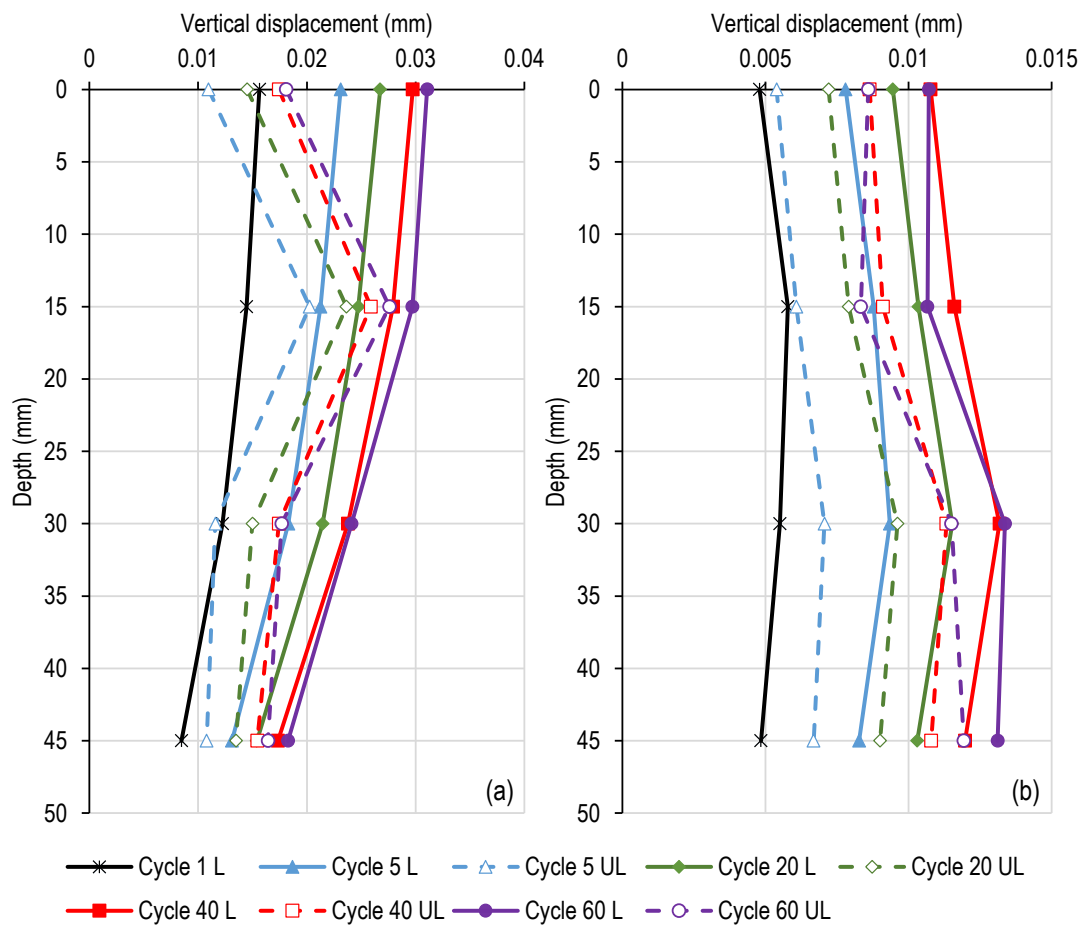 Vertical displacement (mm)
0 0.01 0.02 0.03 0.04
0
5
10
15
20
25
30
35
40
45
50
Depth (mm)
(a)
Vertical displacement (mm)
0 0.005 0.01 0.015
0
5
10
15
20
25
30
35
40
45
50
Depth (mm)
(b)
Cycle 1 L Cycle 5 L Cycle 5 UL Cycle 20 L Cycle 20 UL
Cycle 40 L Cycle 40 UL Cycle 60 L Cycle 60 UL